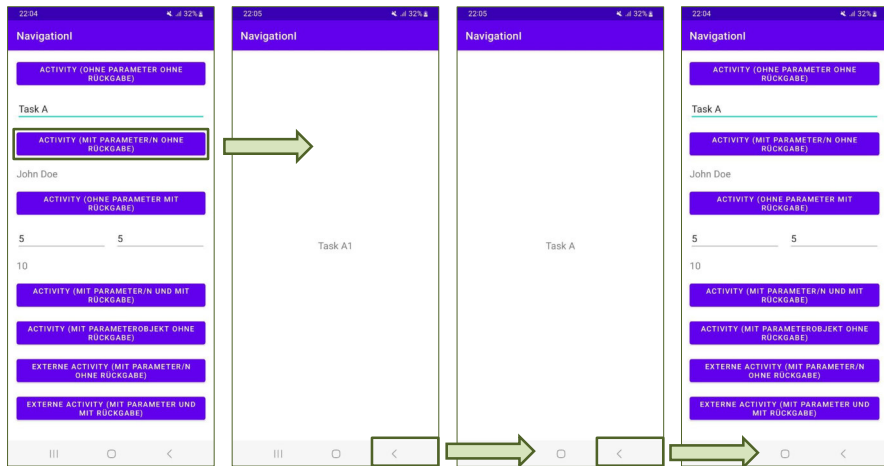 22:04 32%
NavigationI
ACTIVITY (OHNE PARAMETER OHNE
RÜCKGABE)
Task A
ACTIVITY (MIT PARAMETER/N OHNE
RÜCKGABE)
John Doe
ACTIVITY (OHNE PARAMETER MIT
RÜCKGABE)
5 5
10
ACTIVITY (MIT PARAMETER/N UND MIT
RÜCKGABE)
ACTIVITY (MIT PARAMETEROBJEKT OHNE
RÜCKGABE)
EXTERNE ACTIVITY (MIT PARAMETER/N
OHNE RÜCKGABE)
EXTERNE ACTIVITY (MIT PARAMETER UND
MIT RÜCKGABE)
22:05 32%
NavigationI
Task A1
22:05 32%
NavigationI
Task A
22:04 32%
NavigationI
ACTIVITY (OHNE PARAMETER OHNE
RÜCKGABE)
Task A
ACTIVITY (MIT PARAMETER/N OHNE
RÜCKGABE)
John Doe
ACTIVITY (OHNE PARAMETER MIT
RÜCKGABE)
5 5
10
ACTIVITY (MIT PARAMETER/N UND MIT
RÜCKGABE)
ACTIVITY (MIT PARAMETEROBJEKT OHNE
RÜCKGABE)
EXTERNE ACTIVITY (MIT PARAMETER/N
OHNE RÜCKGABE)
EXTERNE ACTIVITY (MIT PARAMETER UND
MIT RÜCKGABE)